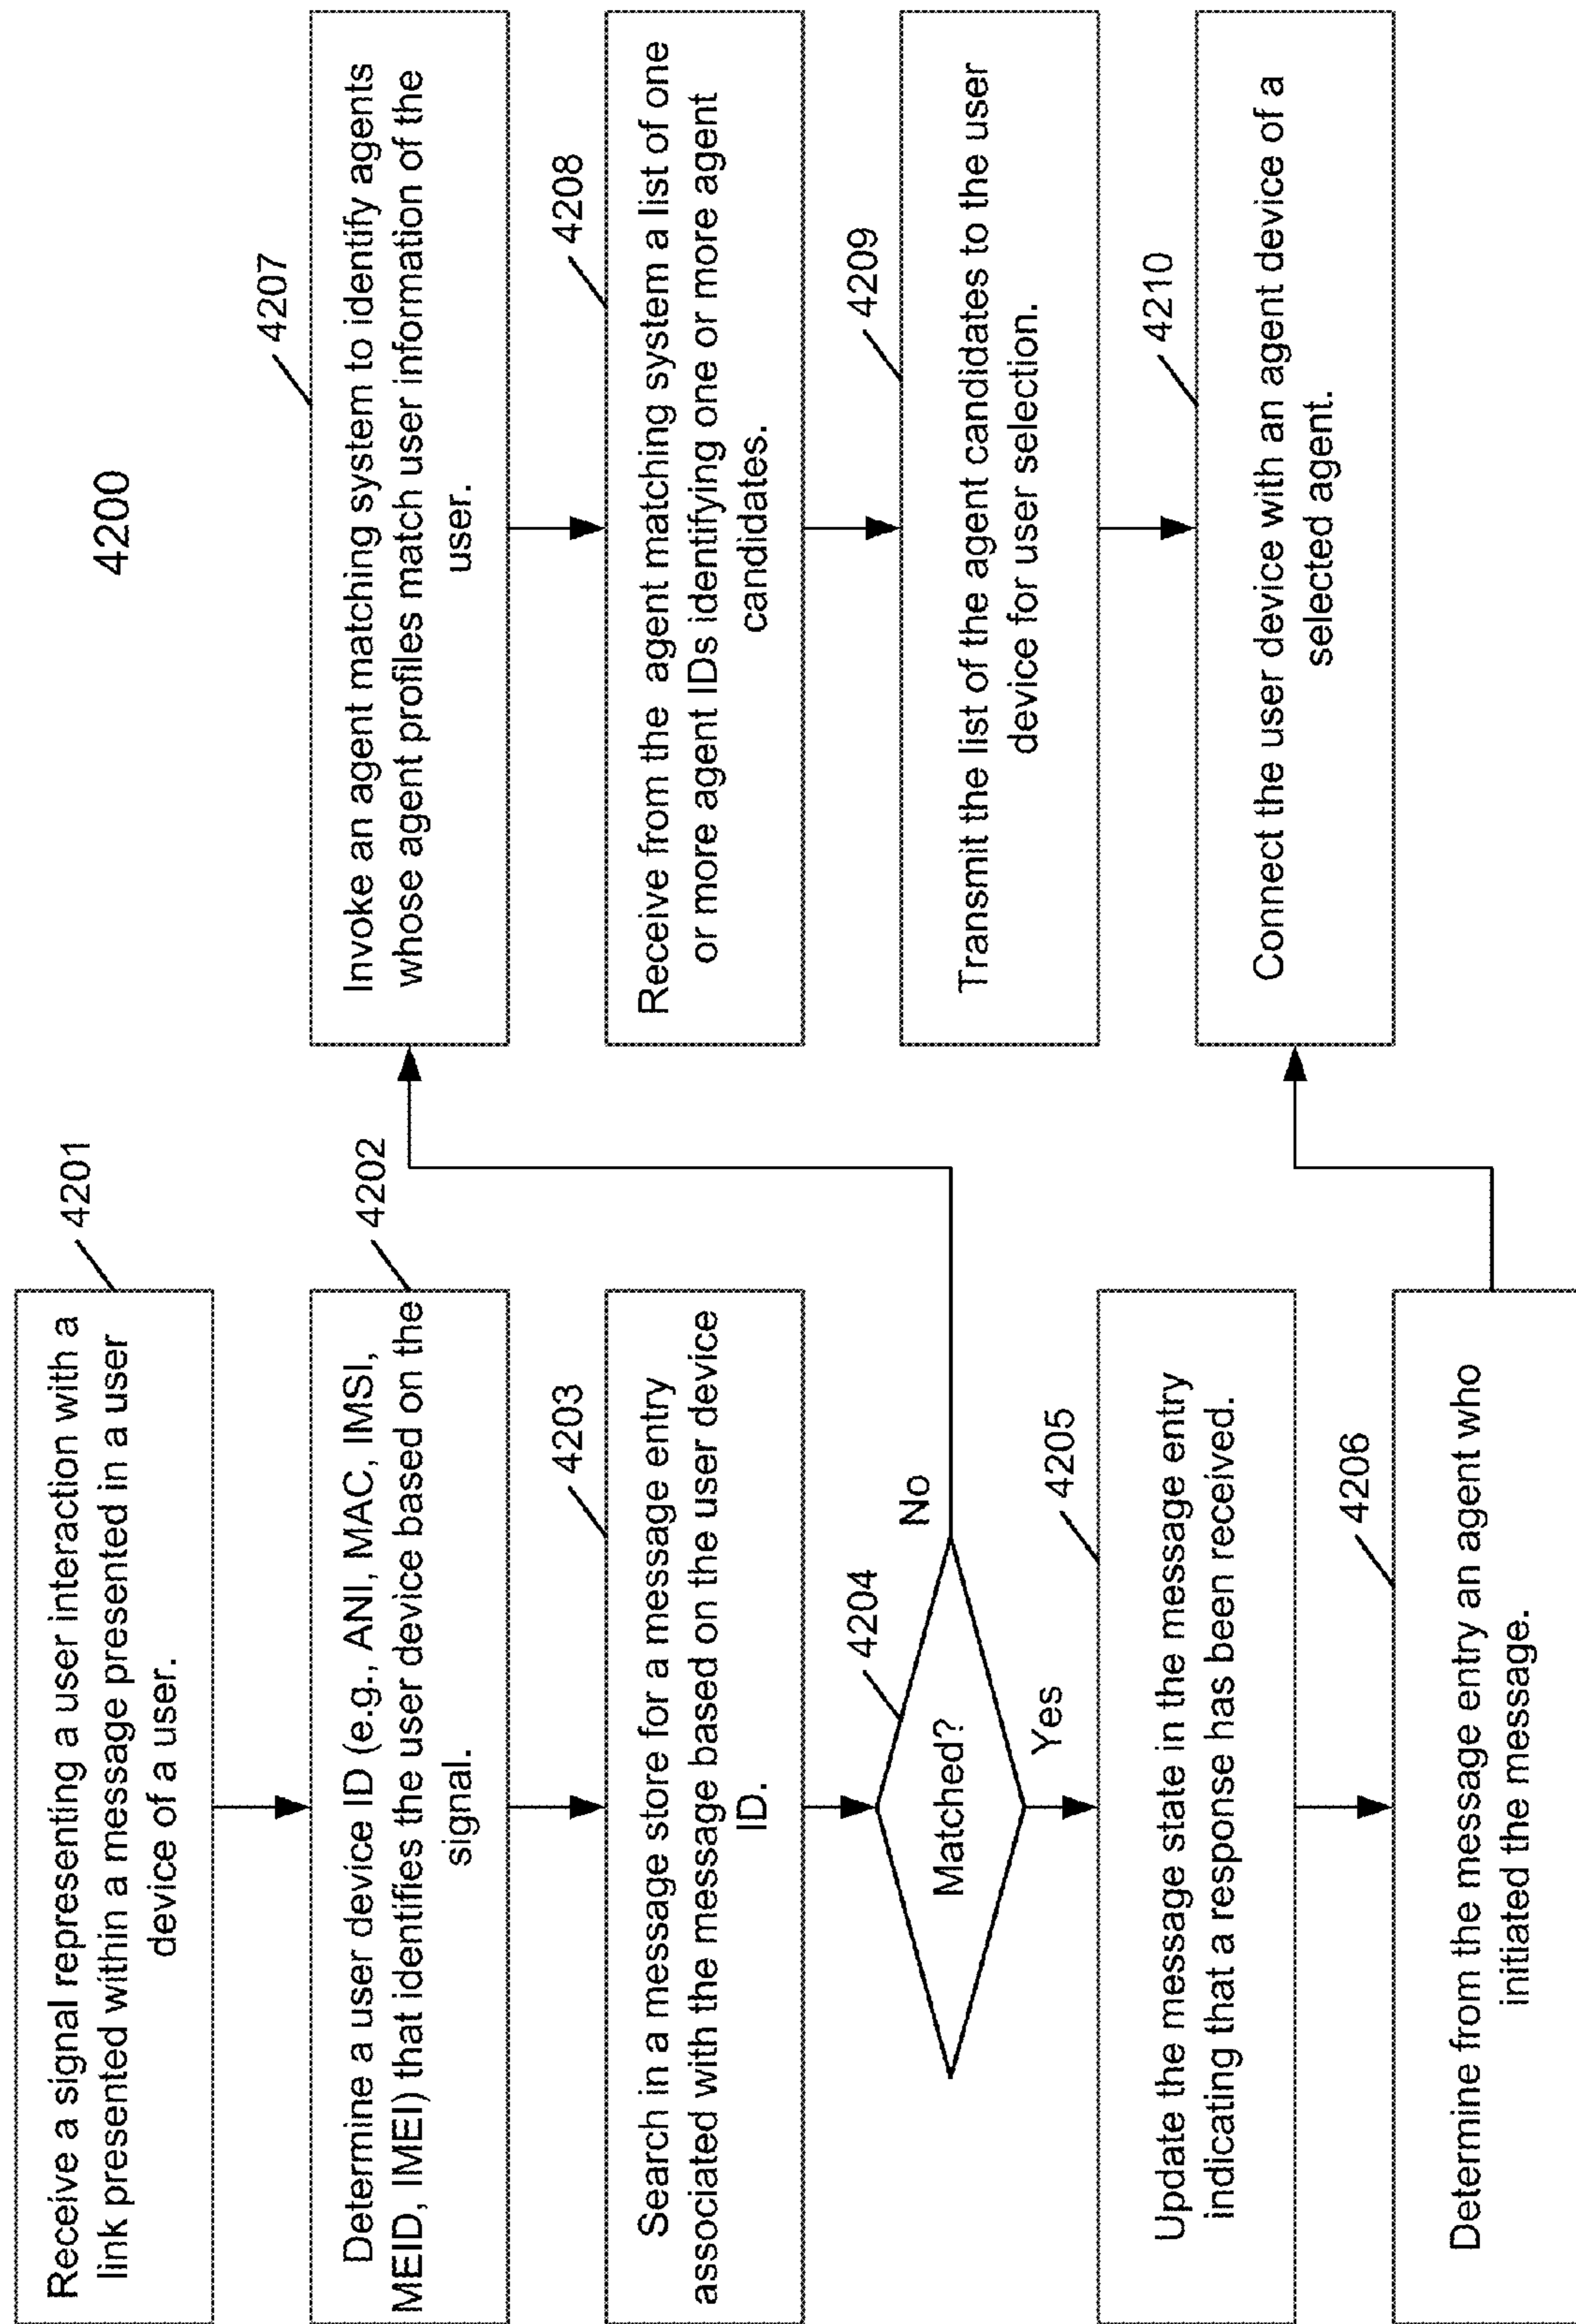 4200
4201
Receive a signal representing a user interaction with a
link presented within a message presented in a user
device of a user.
4202
Determine a user device ID (e.g., ANI, MAC, IMSI,
MEID, IMEI) that identifies the user device based on the
signal.
4203
Search in a message store for a message entry
associated with the message based on the user device
ID.
4204
Matched?
No
Yes
4205
Update the message state in the message entry
indicating that a response has been received.
4206
Determine from the message entry an agent who
initiated the message.
4207
Invoke an agent matching system to identify agents
whose agent profiles match user information of the
user.
4208
Receive from the agent matching system a list of one
or more agent IDs identifying one or more agent
candidates.
4209
Transmit the list of the agent candidates to the user
device for user selection.
4210
Connect the user device with an agent device of a
selected agent.